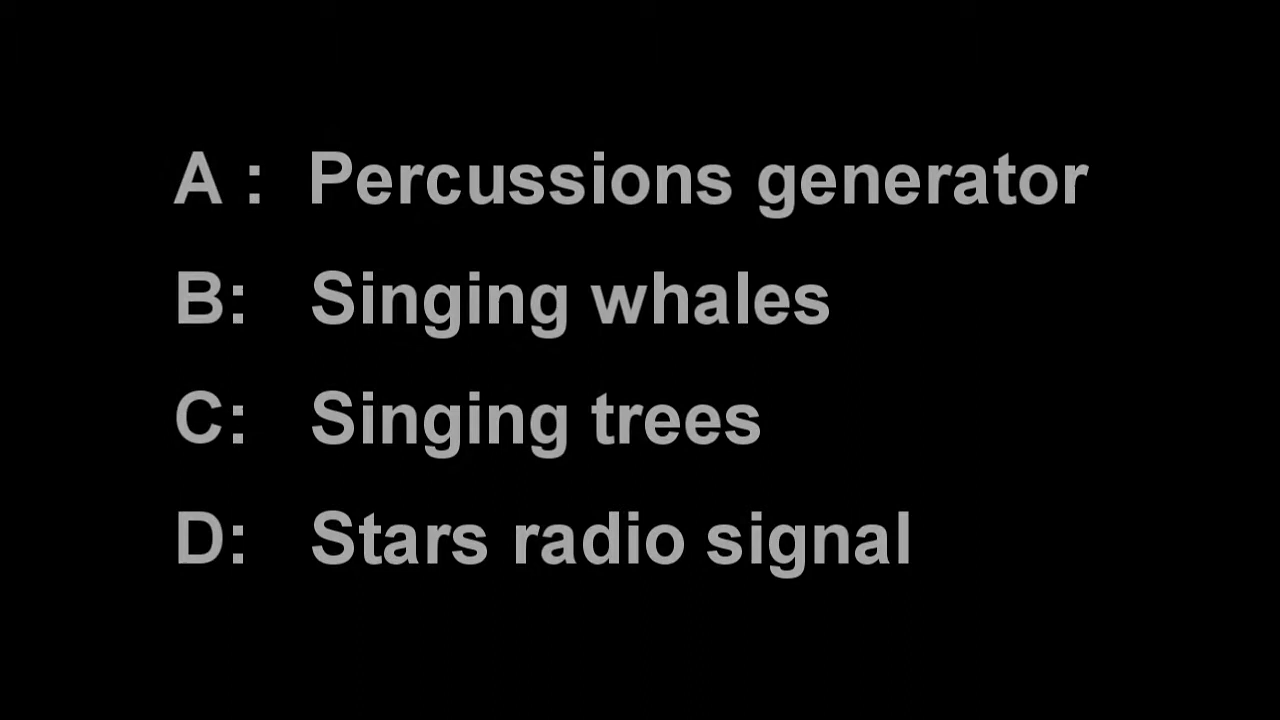 A : Percussions generator
B: Singing whales
C: Singing trees
D: Stars radio signal